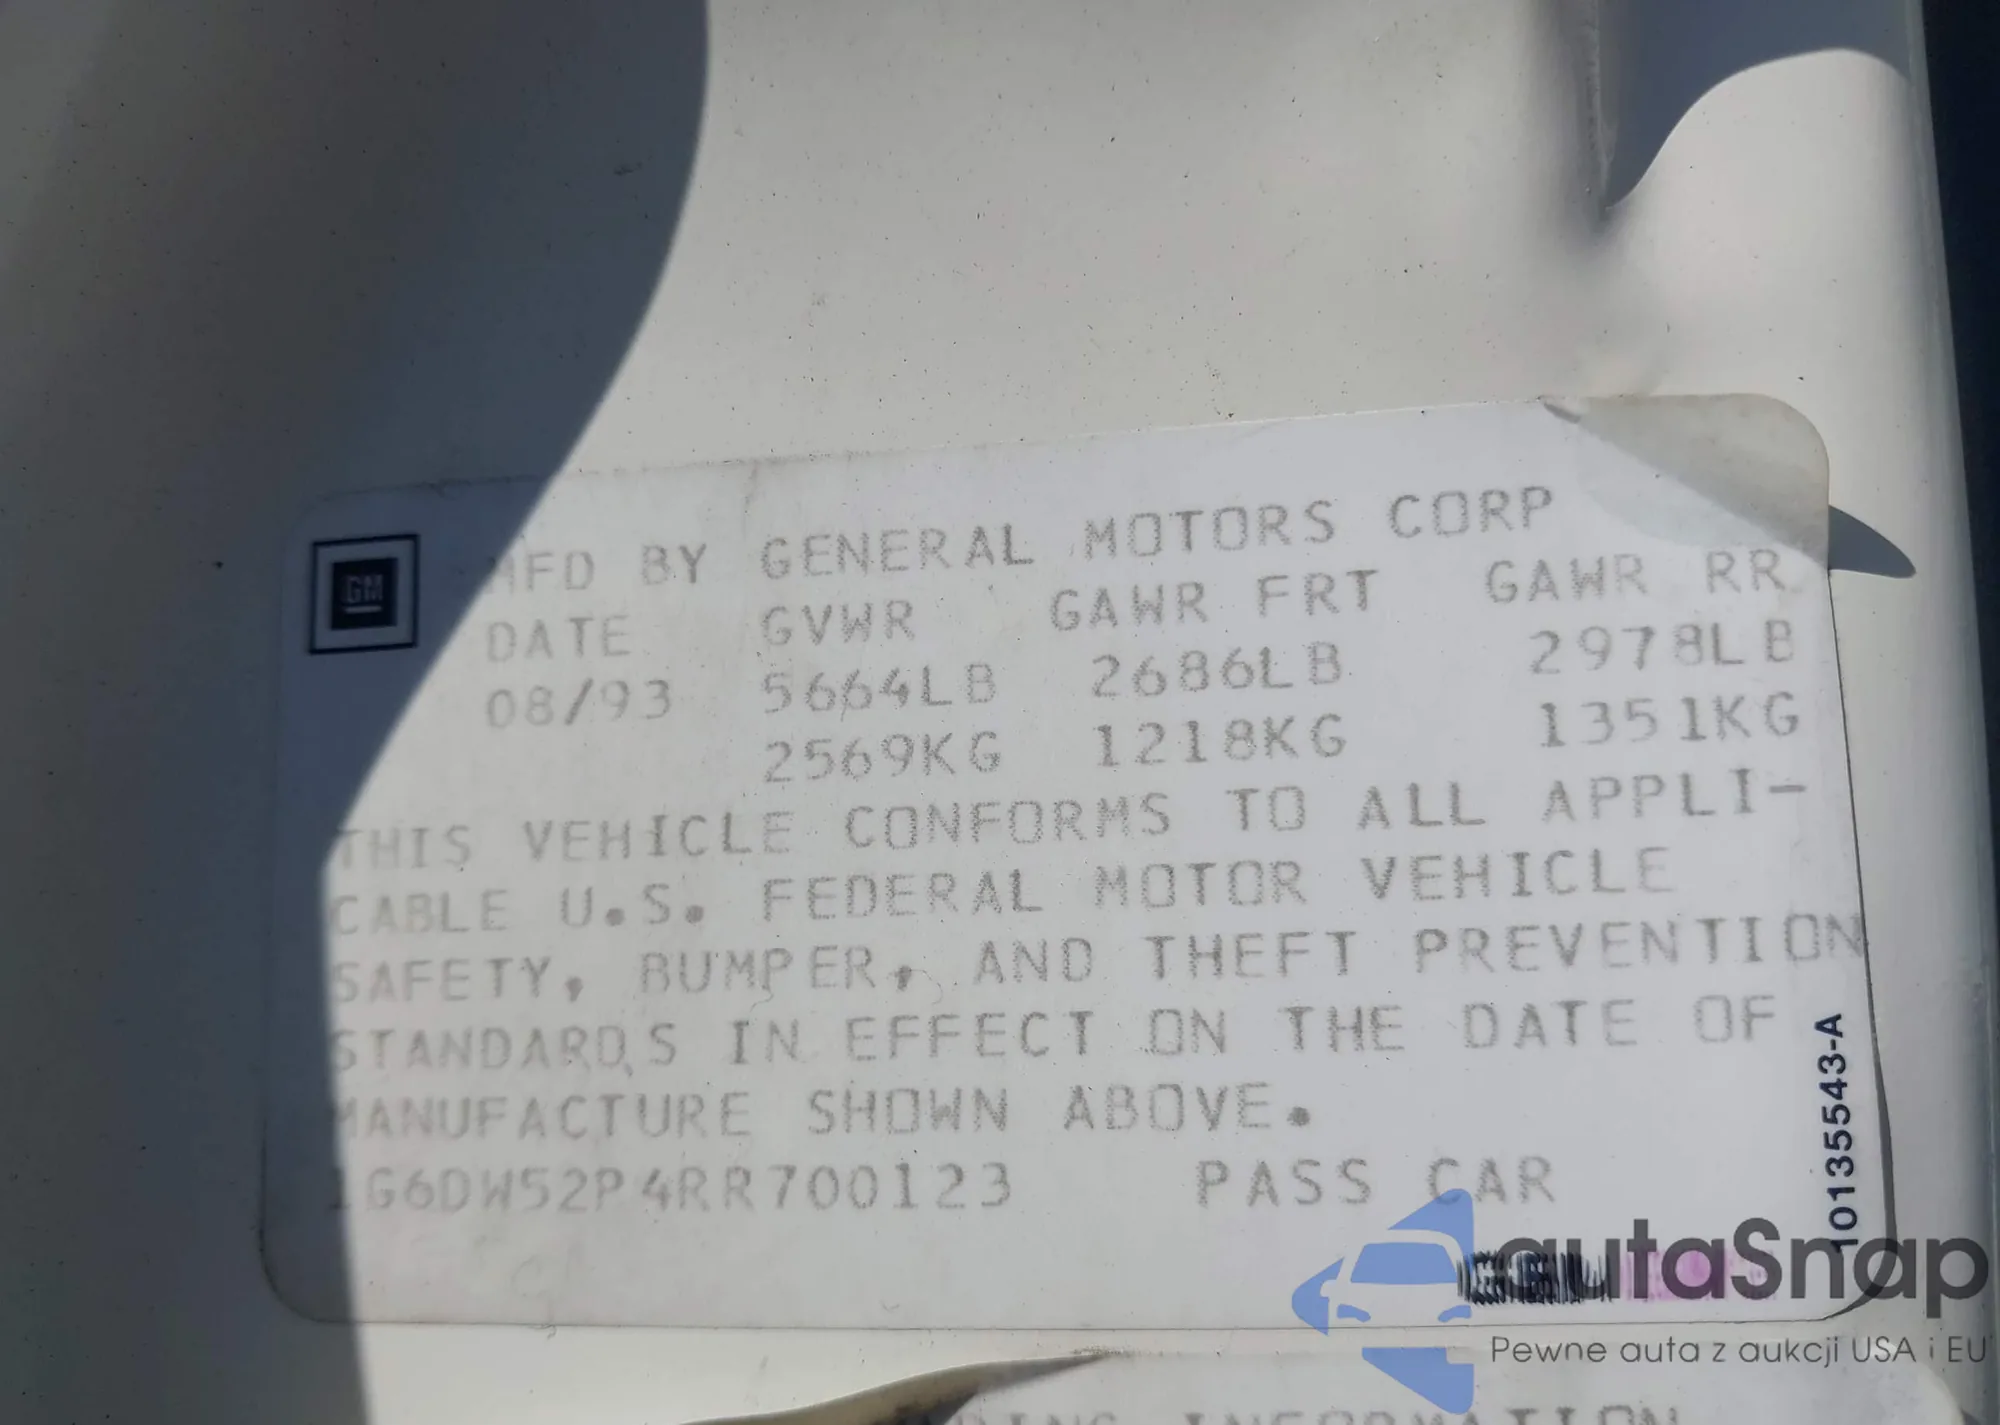 GM
MFD BY GENERAL MOTORS CORP
DATE GVWR GAWR FRT GAWR RR
08/93 5664LB 2686LB 2978LB
2569KG 1218KG 1351KG
THIS VEHICLE CONFORMS TO ALL APPLI-
CABLE U.S. FEDERAL MOTOR VEHICLE
SAFETY, BUMPER, AND THEFT PREVENTION
STANDARDS IN EFFECT ON THE DATE OF
MANUFACTURE SHOWN ABOVE.
1G6DW52P4RR700123 PASS CAR
10135543-A
autaSnap
Pewne auta z aukcji USA i EU
INFORMATION